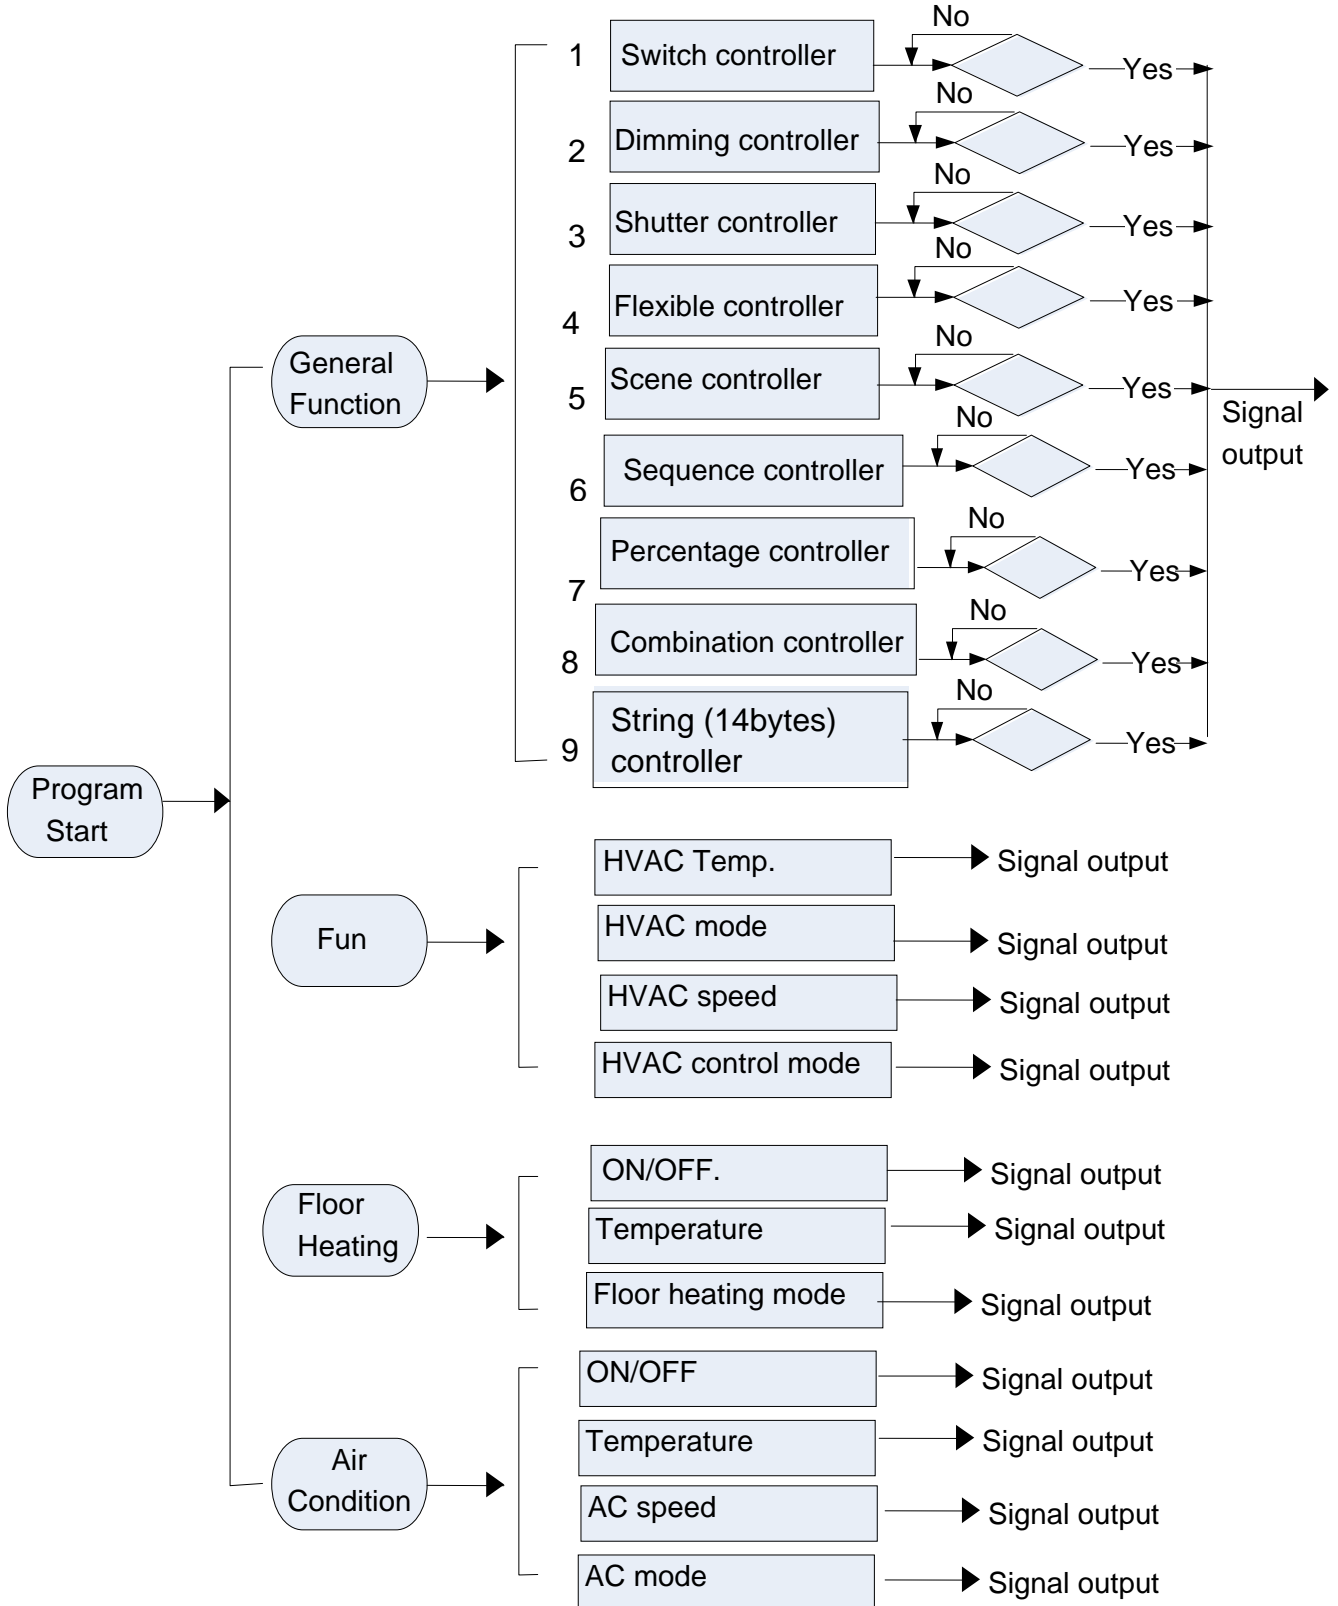 No
1 Switch controller Yes
No
2 Dimming controller Yes
No
3 Shutter controller Yes
No
4 Flexible controller Yes
No
5 Scene controller Yes
No
6 Sequence controller Yes
No
7 Percentage controller Yes
No
8 Combination controller Yes
No
9 String (14bytes)
controller Yes
Signal
output
General
Function
Program
Start
Fun
HVAC Temp. Signal output
HVAC mode Signal output
HVAC speed Signal output
HVAC control mode Signal output
Floor
Heating
ON/OFF. Signal output
Temperature Signal output
Floor heating mode Signal output
Air
Condition
ON/OFF Signal output
Temperature Signal output
AC speed Signal output
AC mode Signal output